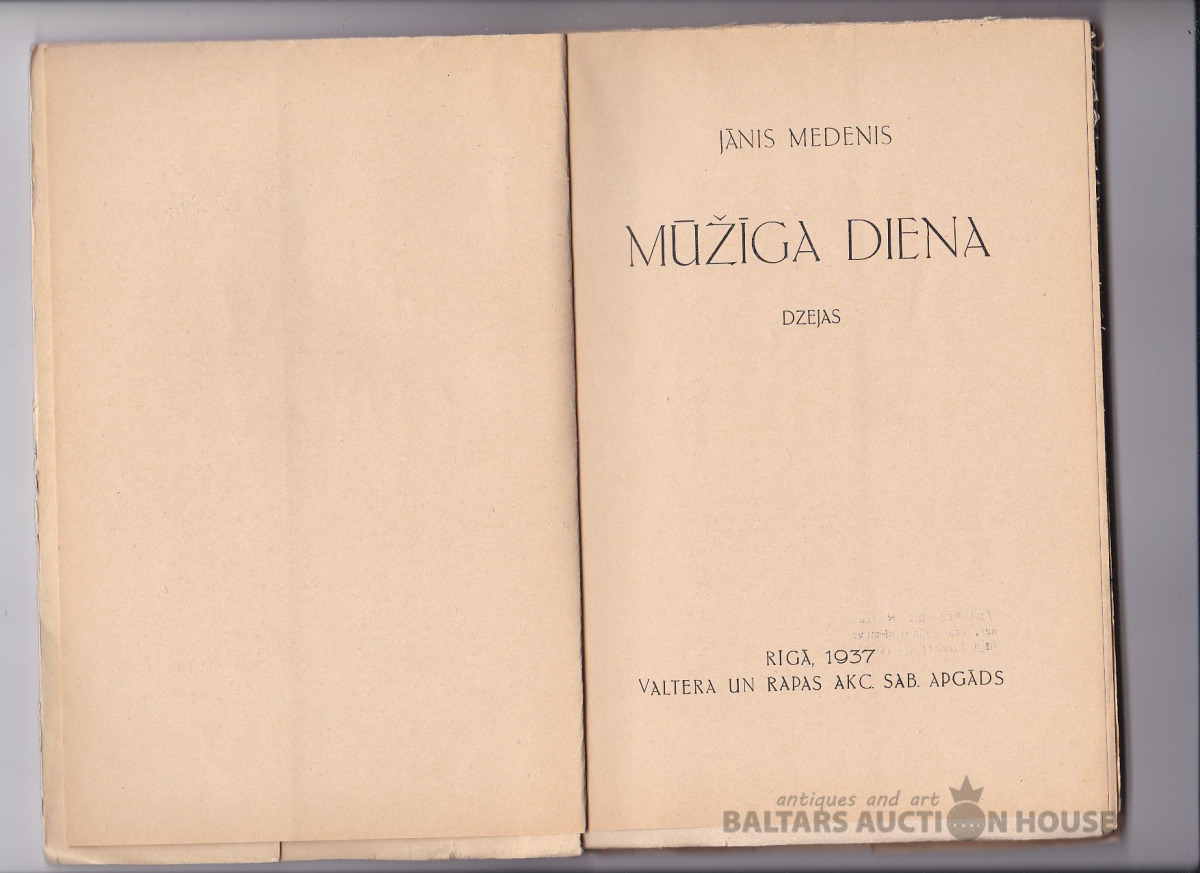 JĀNIS MEDENIS
MŪŽĪGA DIENA
DZEJAS
RĪGĀ, 1937
VALTERA UN RAPAS AKC. SAB. APGĀDS
antiques and art
BALTARS AUCTION HOUSE